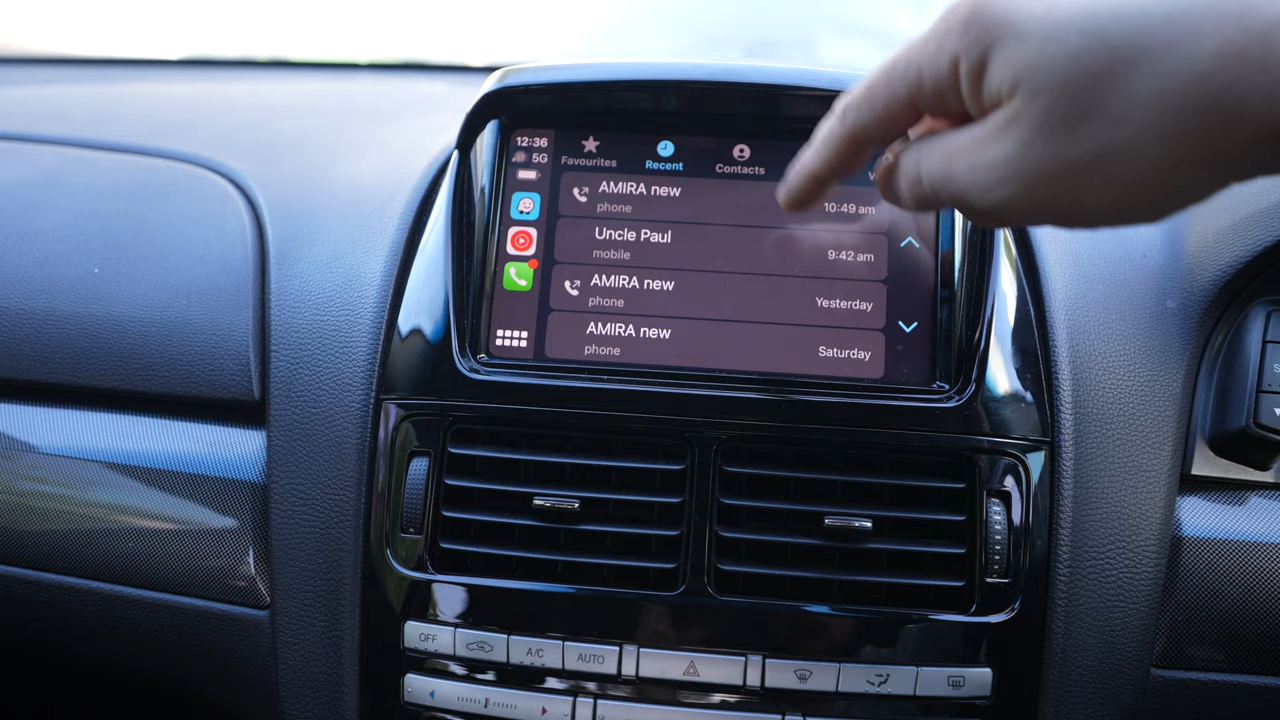 12:36
5G
Favourites
Recent
Contacts
AMIRA new
phone
10:49 am
Uncle Paul
mobile
9:42 am
AMIRA new
phone
Yesterday
AMIRA new
phone
Saturday
OFF
A/C
AUTO